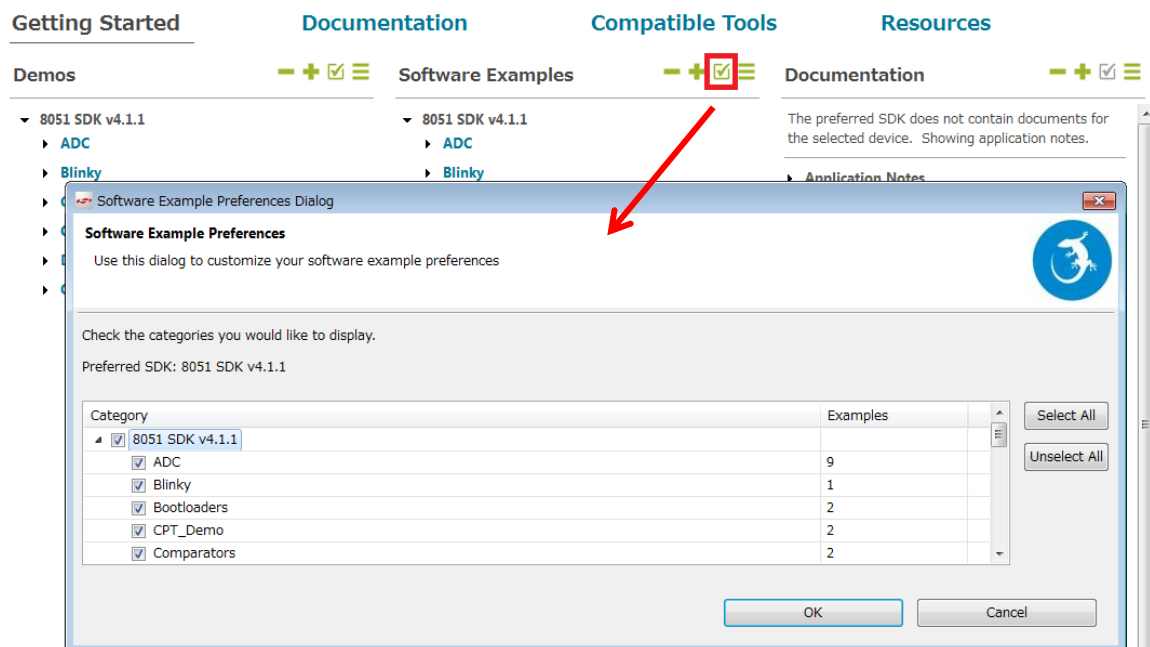 Getting Started Documentation Compatible Tools Resources
Demos Software Examples Documentation
8051 SDK v4.1.1
ADC
Blinky
8051 SDK v4.1.1
ADC
Blinky
The preferred SDK does not contain documents for
the selected device. Showing application notes.
Application Notes
Software Example Preferences Dialog
Software Example Preferences
Use this dialog to customize your software example preferences
Check the categories you would like to display.
Preferred SDK: 8051 SDK v4.1.1
Category Examples
8051 SDK v4.1.1
ADC 9
Blinky 1
Bootloaders 2
CPT_Demo 2
Comparators 2
Select All
Unselect All
OK Cancel